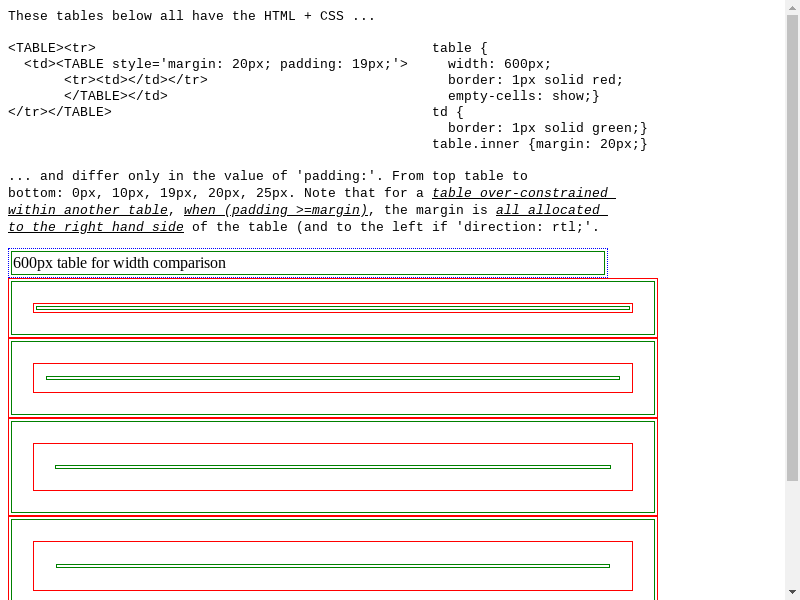 These tables below all have the HTML + CSS ...
<TABLE><tr>                                          table {
  <td><TABLE style='margin: 20px; padding: 19px;'>     width: 600px;
       <tr><td></td></tr>                              border: 1px solid red;
       </TABLE></td>                                   empty-cells: show;}
</tr></TABLE>                                        td {
                                                       border: 1px solid green;}
                                                     table.inner {margin: 20px;}
... and differ only in the value of 'padding:'. From top table to
bottom: 0px, 10px, 19px, 20px, 25px. Note that for a table over-constrained
within another table, when (padding >=margin), the margin is all allocated
to the right hand side of the table (and to the left if 'direction: rtl;'.
600px table for width comparison